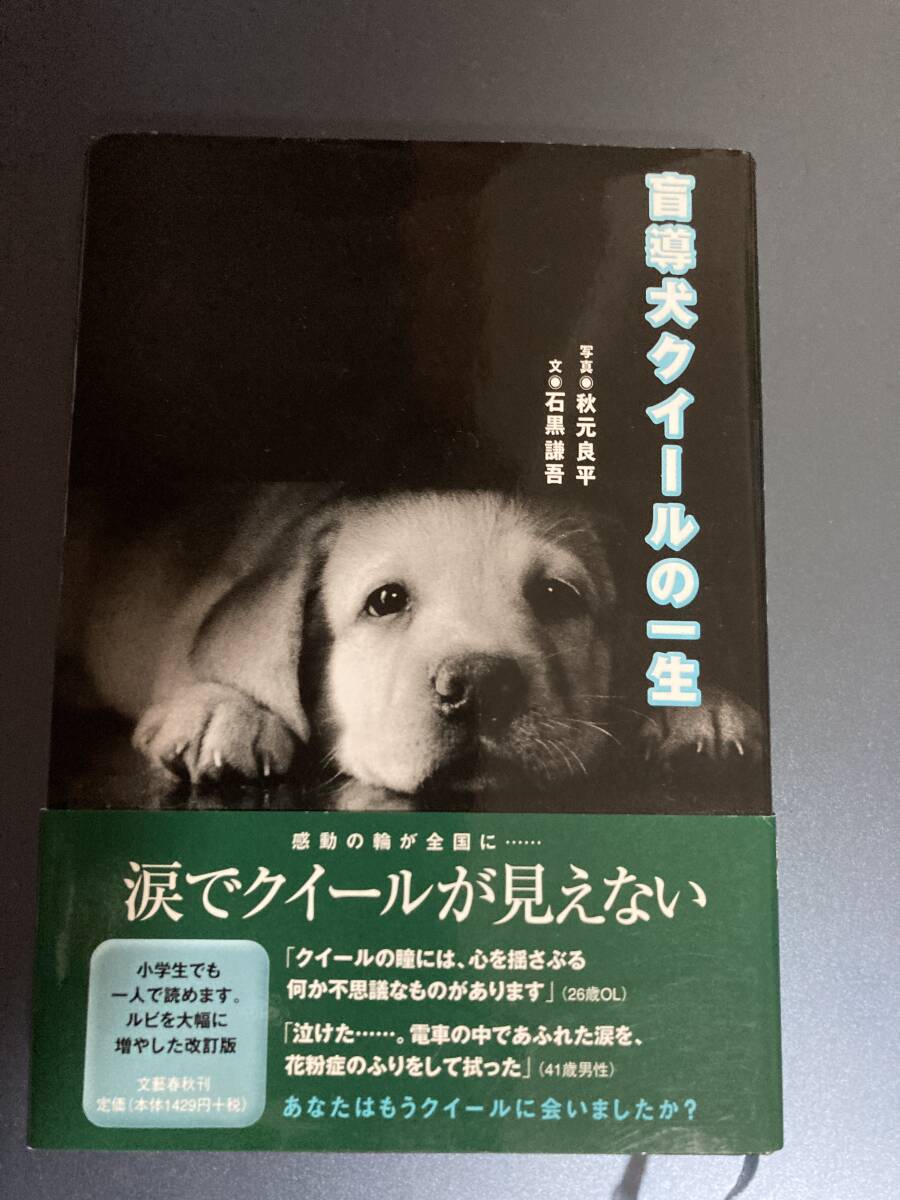 盲導犬クイールの一生
写真◉秋元良平
文◉石黒謙吾
感動の輪が全国に……
涙でクイールが見えない
小学生でも
一人で読めます。
ルビを大幅に
増やした改訂版
文藝春秋刊
定価(本体1429円+税)
「クイールの瞳には、心を揺さぶる
何か不思議なものがあります」(26歳OL)
「泣けた……。電車の中であふれた涙を、
花粉症のふりをして拭った」(41歳男性)
あなたはもうクイールに会いましたか?